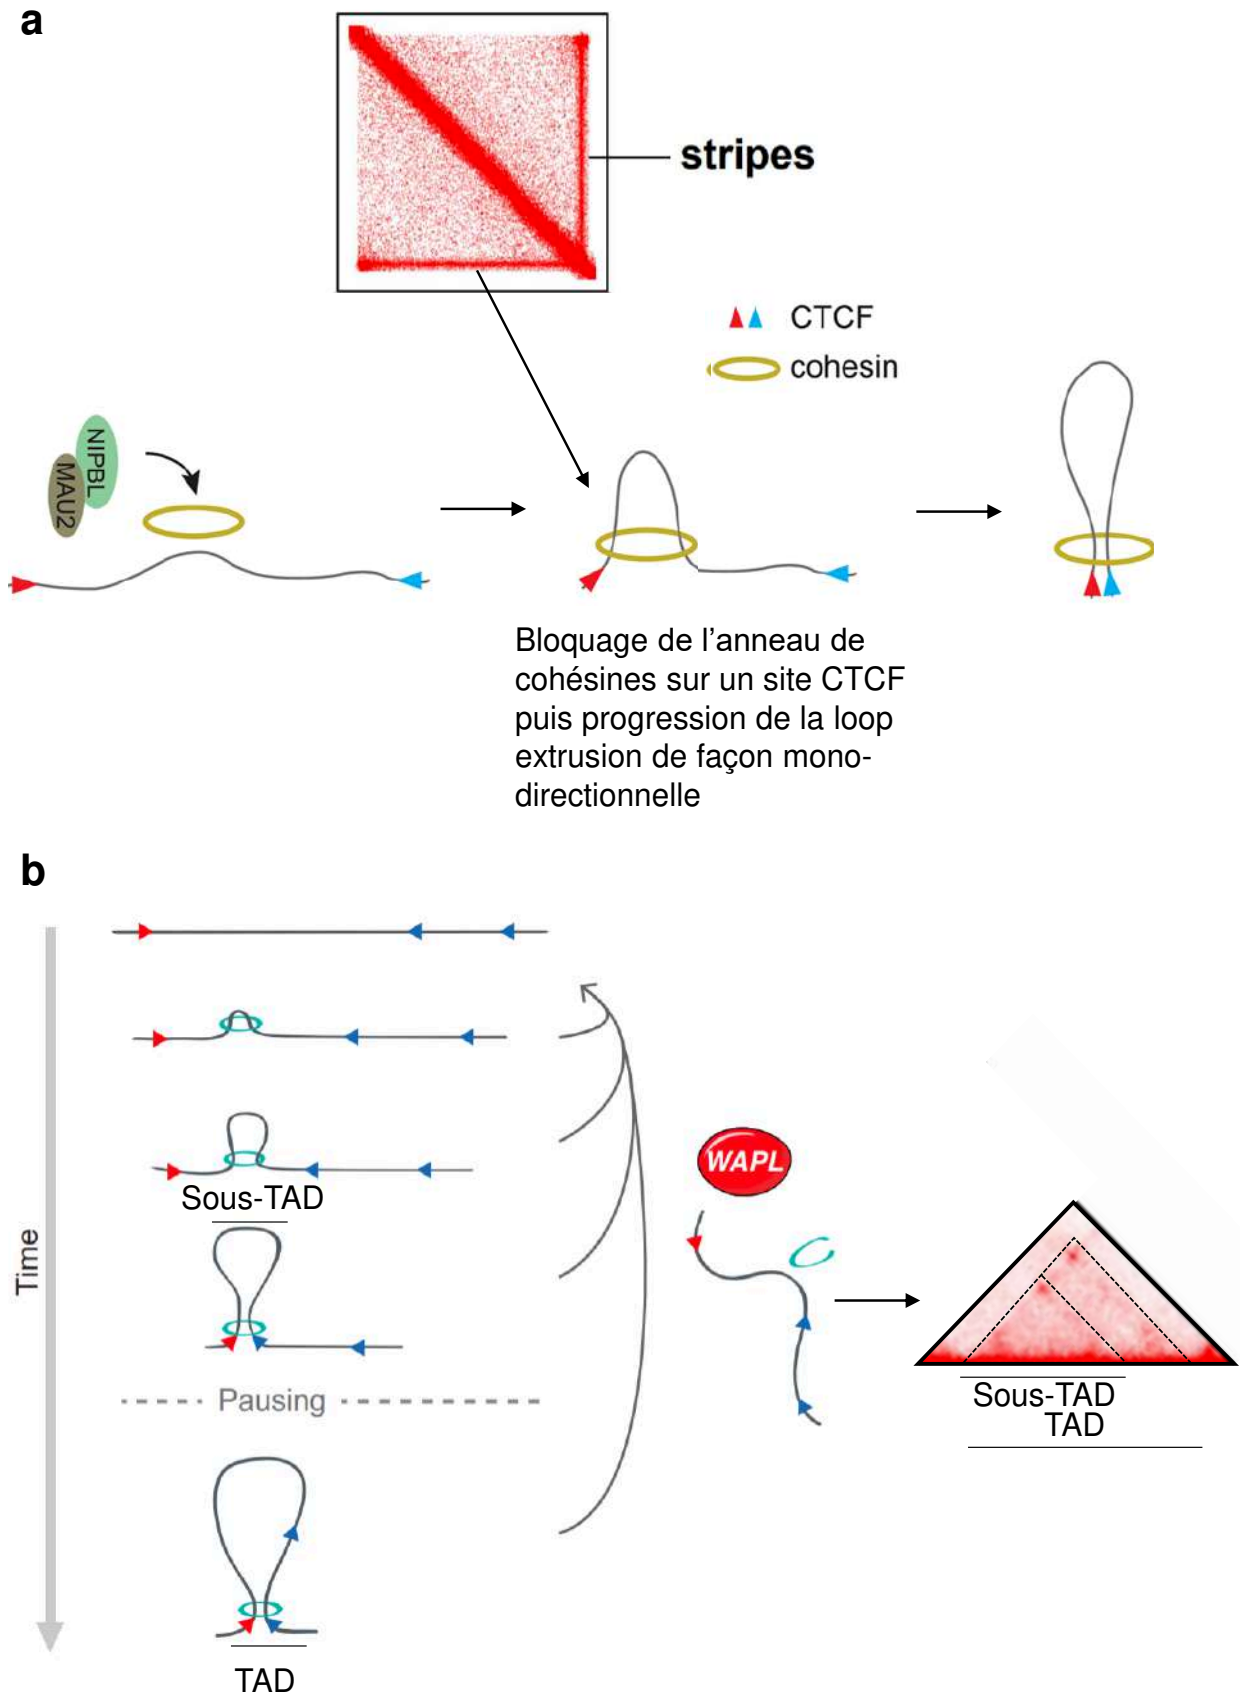 a
stripes
CTCF
cohesin
NIPBL
MAU2
Bloquage de l’anneau de
cohésines sur un site CTCF
puis progression de la loop
extrusion de façon mono-
directionnelle
b
Time
Sous-TAD
Pausing
TAD
WAPL
Sous-TAD
TAD